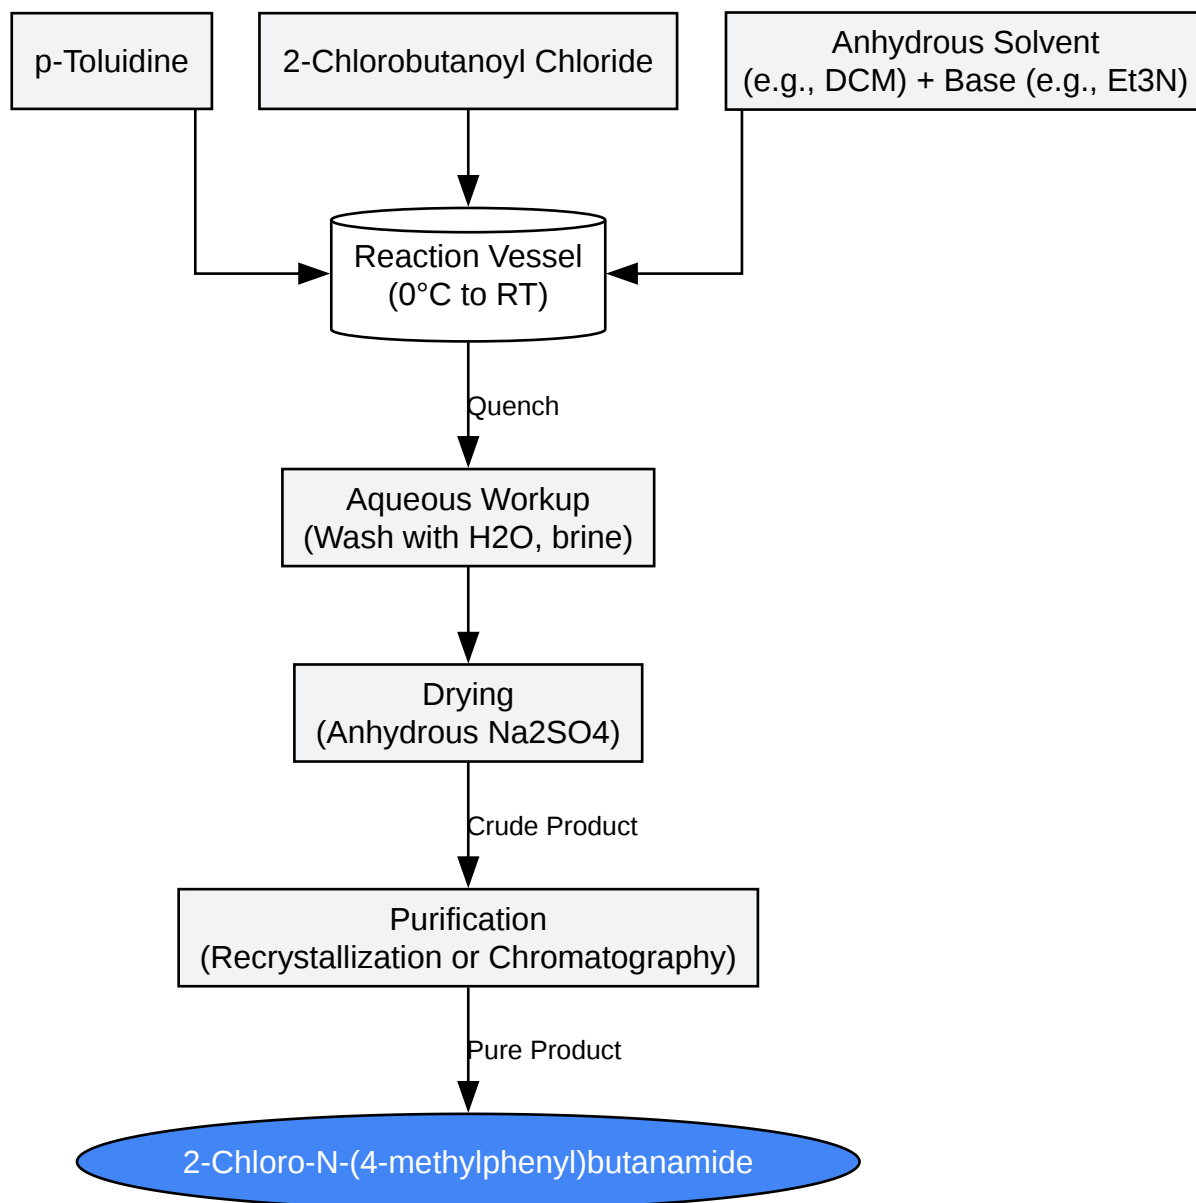 p-Toluidine
2-Chlorobutanoyl Chloride
Anhydrous Solvent
(e.g., DCM) + Base (e.g., Et3N)
Reaction Vessel
(0°C to RT)
Quench
Aqueous Workup
(Wash with H2O, brine)
Drying
(Anhydrous Na2SO4)
Crude Product
Purification
(Recrystallization or Chromatography)
Pure Product
2-Chloro-N-(4-methylphenyl)butanamide